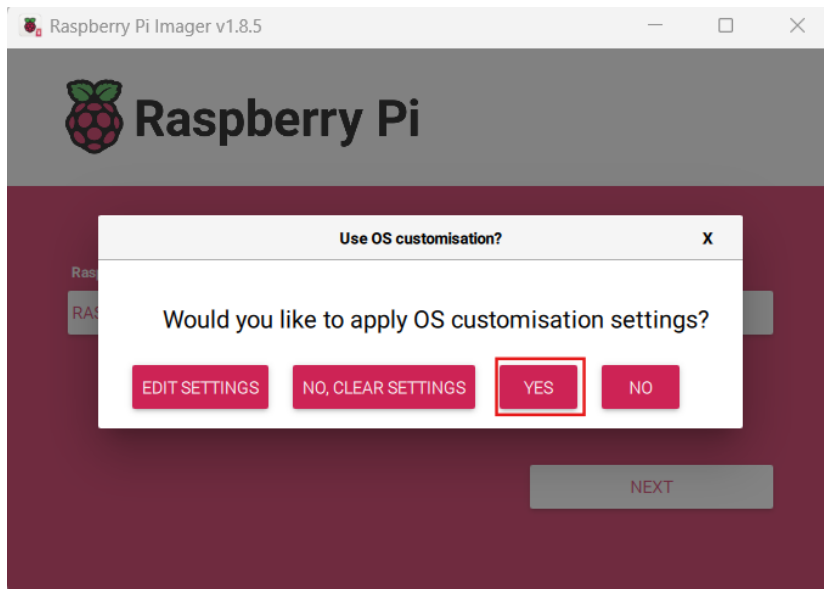 Raspberry Pi Imager v1.8.5
Raspberry Pi
Use OS customisation?
X
Would you like to apply OS customisation settings?
EDIT SETTINGS
NO, CLEAR SETTINGS
YES
NO
NEXT